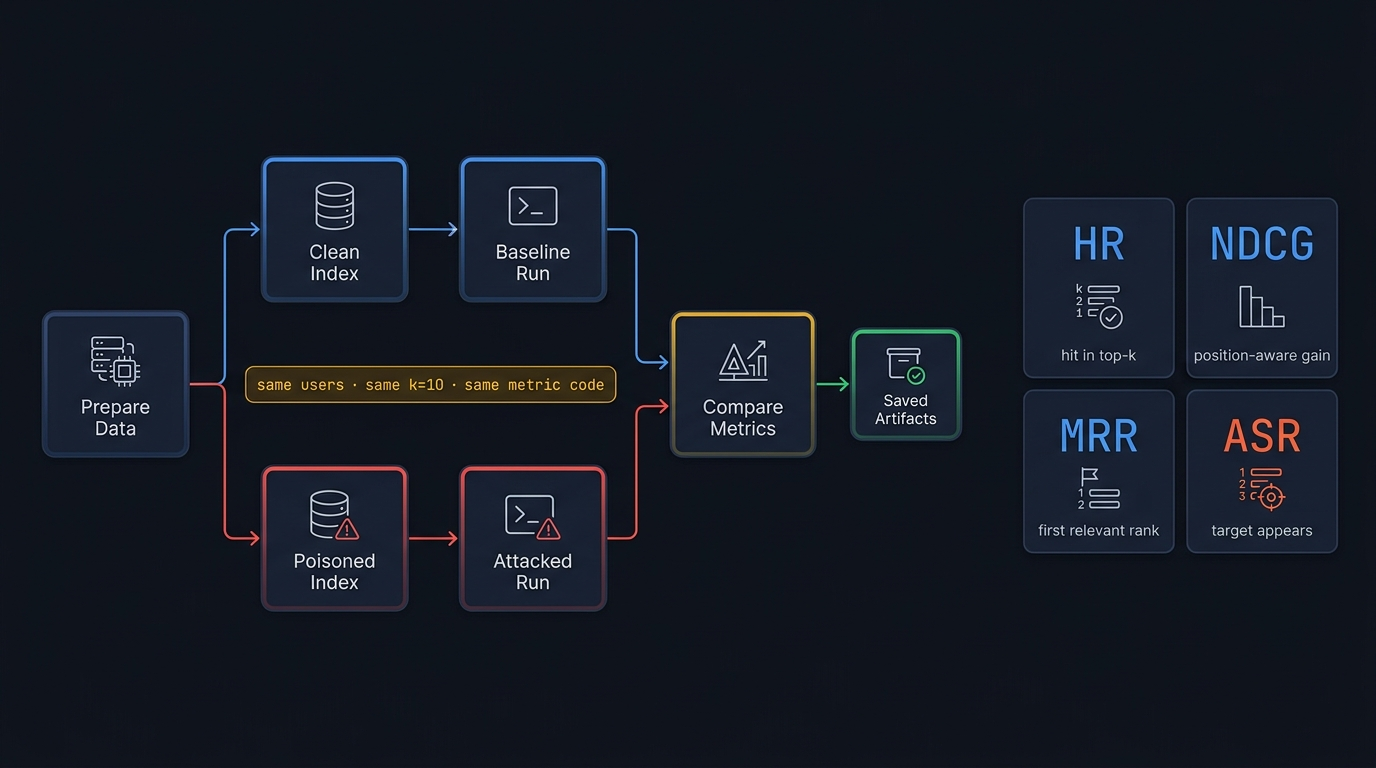 Prepare
Data
Clean
Index
Baseline
Run
same users · same k=10 · same metric code
Poisoned
Index
Attacked
Run
Compare
Metrics
Saved
Artifacts
HR
k
2
1
hit in top-k
NDCG
position-aware gain
MRR
1
2
first relevant rank
ASR
1
2
3
target appears